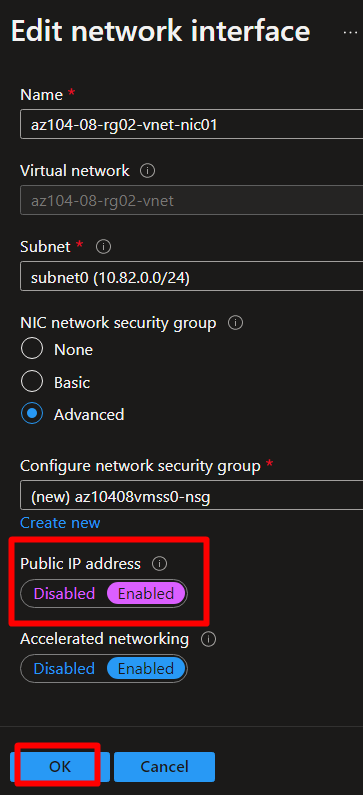 Edit network interface ...
Name *
az104-08-rg02-vnet-nic01
Virtual network
az104-08-rg02-vnet
Subnet *
subnet0 (10.82.0.0/24)
NIC network security group
None
Basic
Advanced
Configure network security group *
(new) az10408vmss0-nsg
Create new
Public IP address
Disabled Enabled
Accelerated networking
Disabled Enabled
OK Cancel